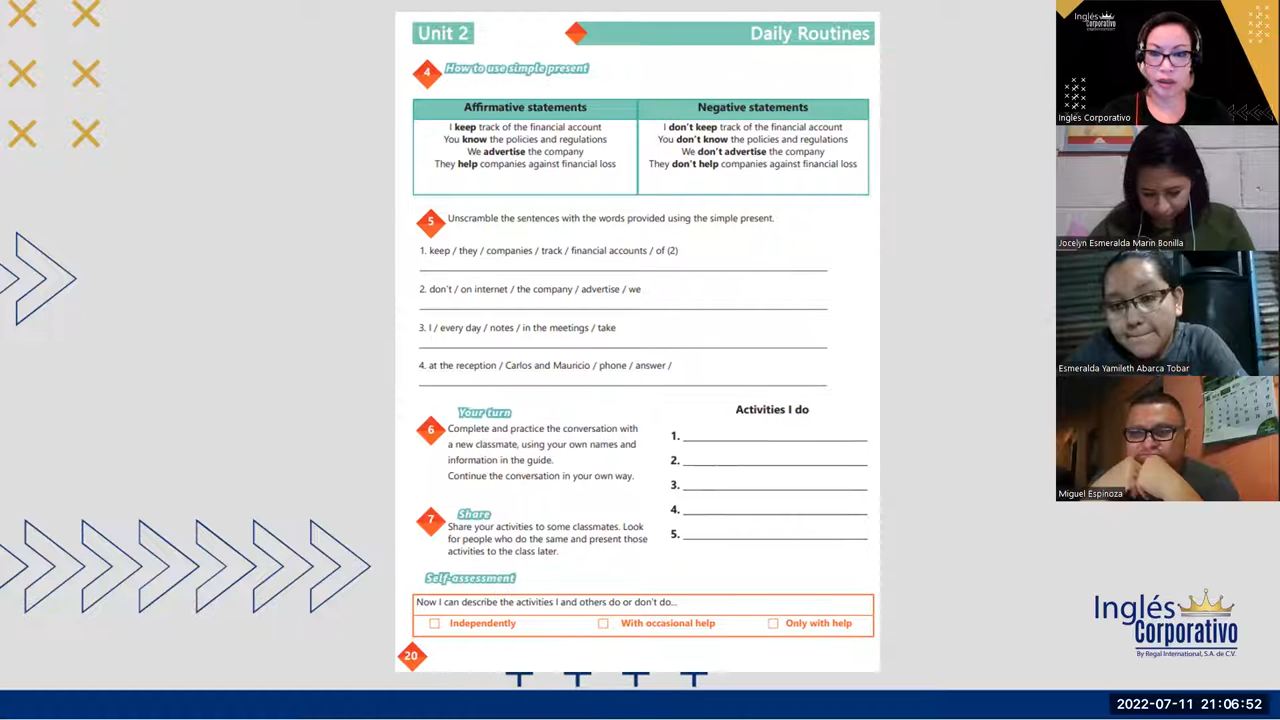 Unit 2
Daily Routines
4
How to use simple present
Affirmative statements
Negative statements
I keep track of the financial account
You know the policies and regulations
We advertise the company
They help companies against financial loss
I don't keep track of the financial account
You don't know the policies and regulations
We don't advertise the company
They don't help companies against financial loss
5
Unscramble the sentences with the words provided using the simple present.
1. keep / they / companies / track / financial accounts / of (2)
2. don't / on internet / the company / advertise / we
3. I / every day / notes / in the meetings / take
4. at the reception / Carlos and Mauricio / phone / answer /
6
Your turn
Complete and practice the conversation with
a new classmate, using your own names and
information in the guide.
Continue the conversation in your own way.
Activities I do
1.
2.
3.
4.
5.
7
Share
Share your activities to some classmates. Look
for people who do the same and present those
activities to the class later.
Self-assessment
Now I can describe the activities I and others do or don't do...
Independently
With occasional help
Only with help
20
Inglés
Corporativo
Inglés Corporativo
Jocelyn Esmeralda Marin Bonilla
Esmeralda Yamileth Abarca Tobar
Miguel Espinoza
Inglés
Corporativo
By Regal International, S.A. de C.V.
2022-07-11 21:06:52